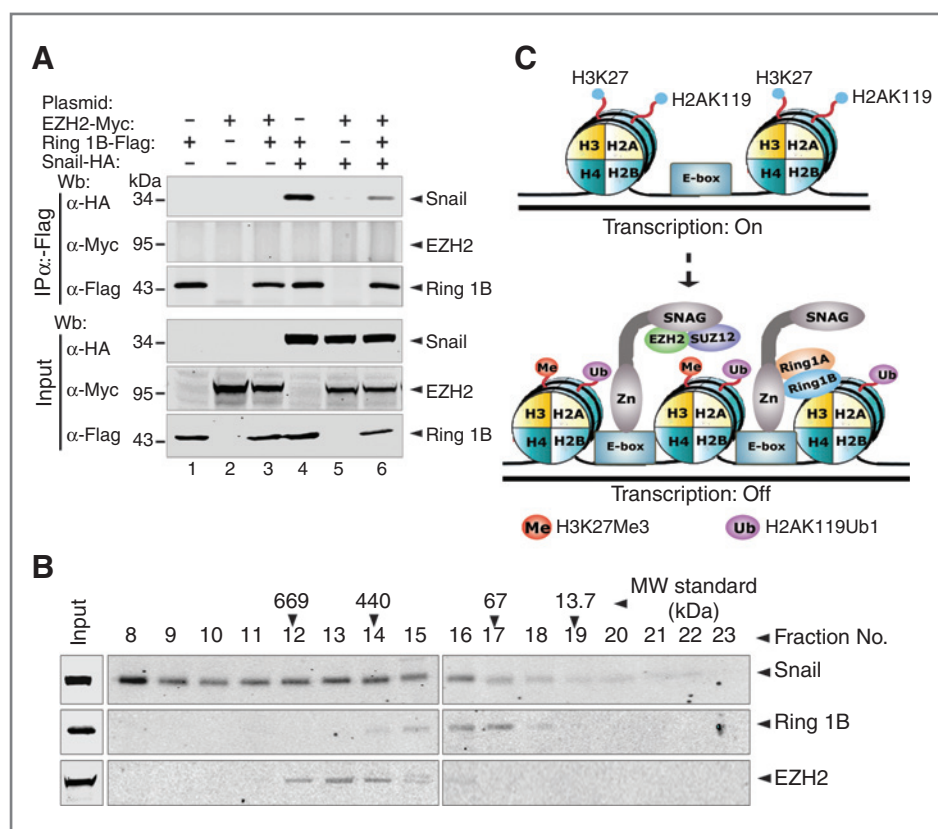 A
Plasmid:
EZH2-Myc: – + + – + +
Ring 1B-Flag: + – + + – +
Snail-HA: – – – + + +
Wb: kDa
IPα:-Flag
α-HA 34 Snail
α-Myc 95 EZH2
α-Flag 43 Ring 1B
Wb:
Input
α-HA 34 Snail
α-Myc 95 EZH2
α-Flag 43 Ring 1B
1 2 3 4 5 6
C
H3K27 H3K27
H2AK119 H2AK119
H3 H2A H3 H2A
H4 H2B E-box H4 H2B
Transcription: On
SNAG SNAG
EZH2 SUZ12
Ring1A
Me Ub Me Ub Ring1B Ub
Zn Zn
H3 H2A H3 H2A H3 H2A
H4 H2B E-box H4 H2B E-box H4 H2B
Transcription: Off
Me H3K27Me3 Ub H2AK119Ub1
B
Input
669 440 67 13.7 MW standard
(kDa)
8 9 10 11 12 13 14 15 16 17 18 19 20 21 22 23 Fraction No.
Snail
Ring 1B
EZH2